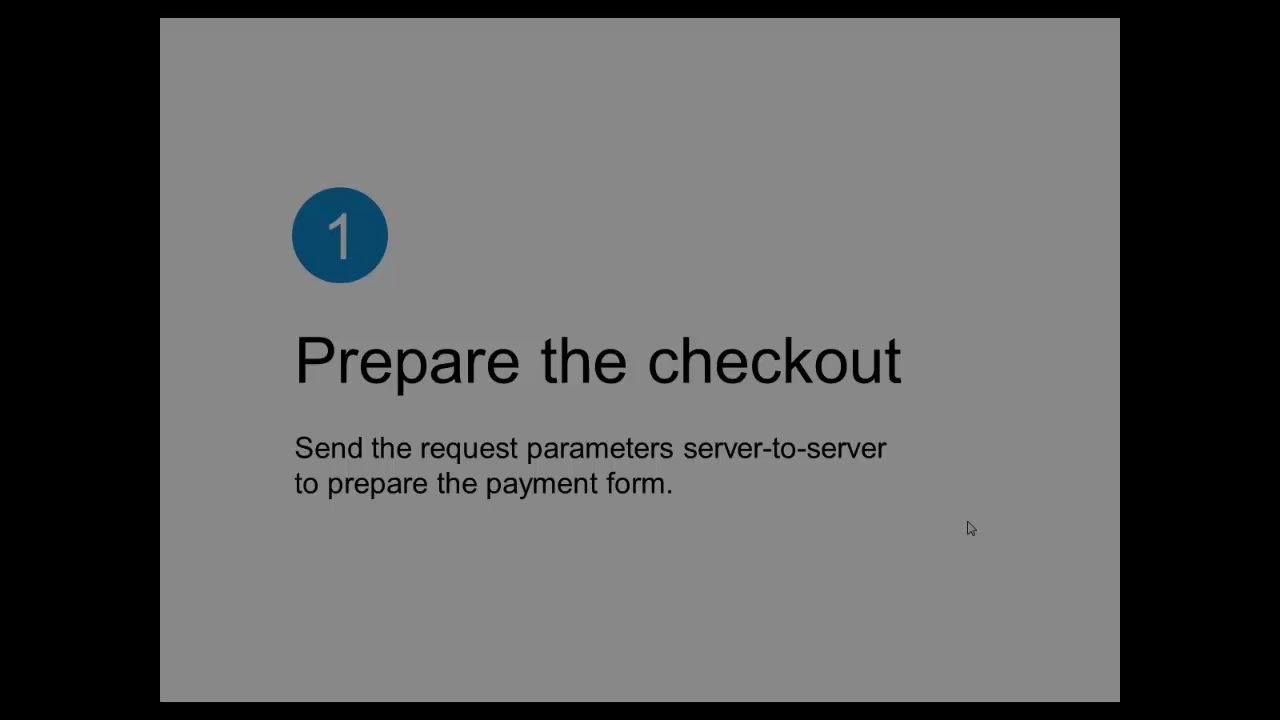 1
Prepare the checkout
Send the request parameters server-to-server
to prepare the payment form.